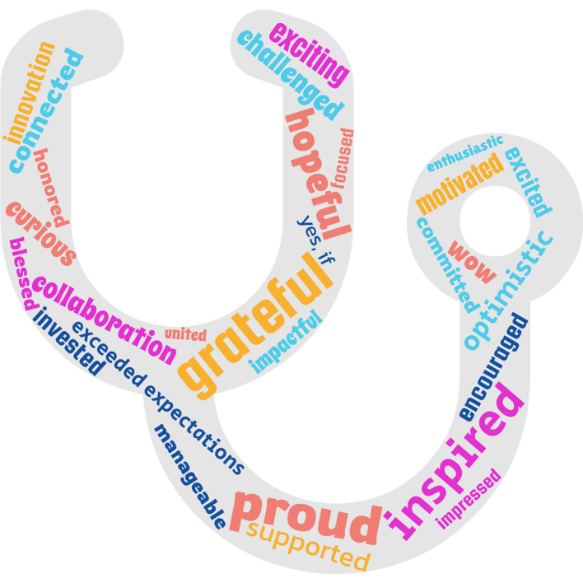 innovation
connected
honored
curious
blessed
collaboration
invested
exceeded expectations
united
manageable
exciting
challenged
hopeful
focused
yes, if
grateful
impactful
proud
supported
inspired
impressed
encouraged
enthusiastic
motivated
excited
committed
wow
optimistic